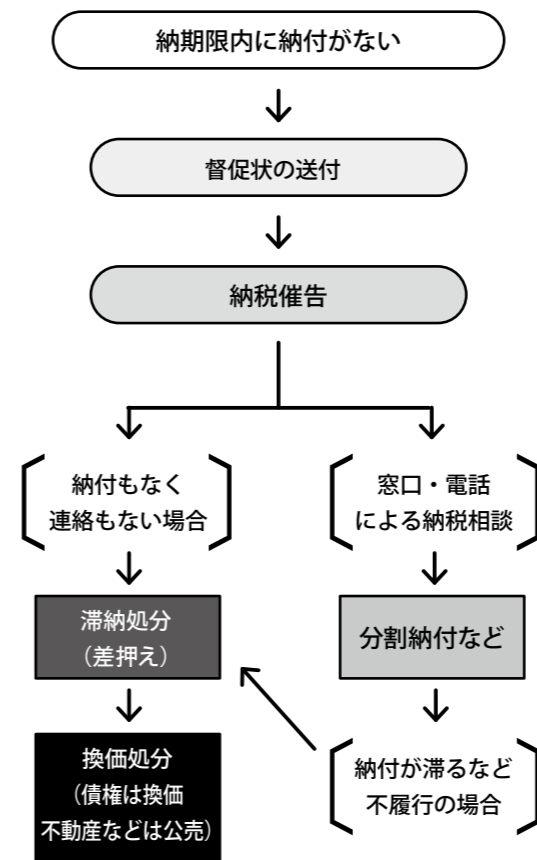 納期限内に納付がない
督促状の送付
納税催告
納付もなく
連絡もない場合
滞納処分
（差押え）
換価処分
（債権は換価
不動産などは公売）
窓口・電話
による納税相談
分割納付など
納付が滞るなど
不履行の場合